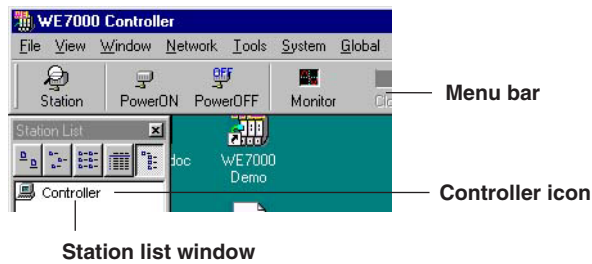 WE7000 Controller
File View Window Network Tools System Global
Station PowerON PowerOFF Monitor
OFF
Menu bar
Station List
doc WE7000
Demo
Controller
Controller icon
Station list window